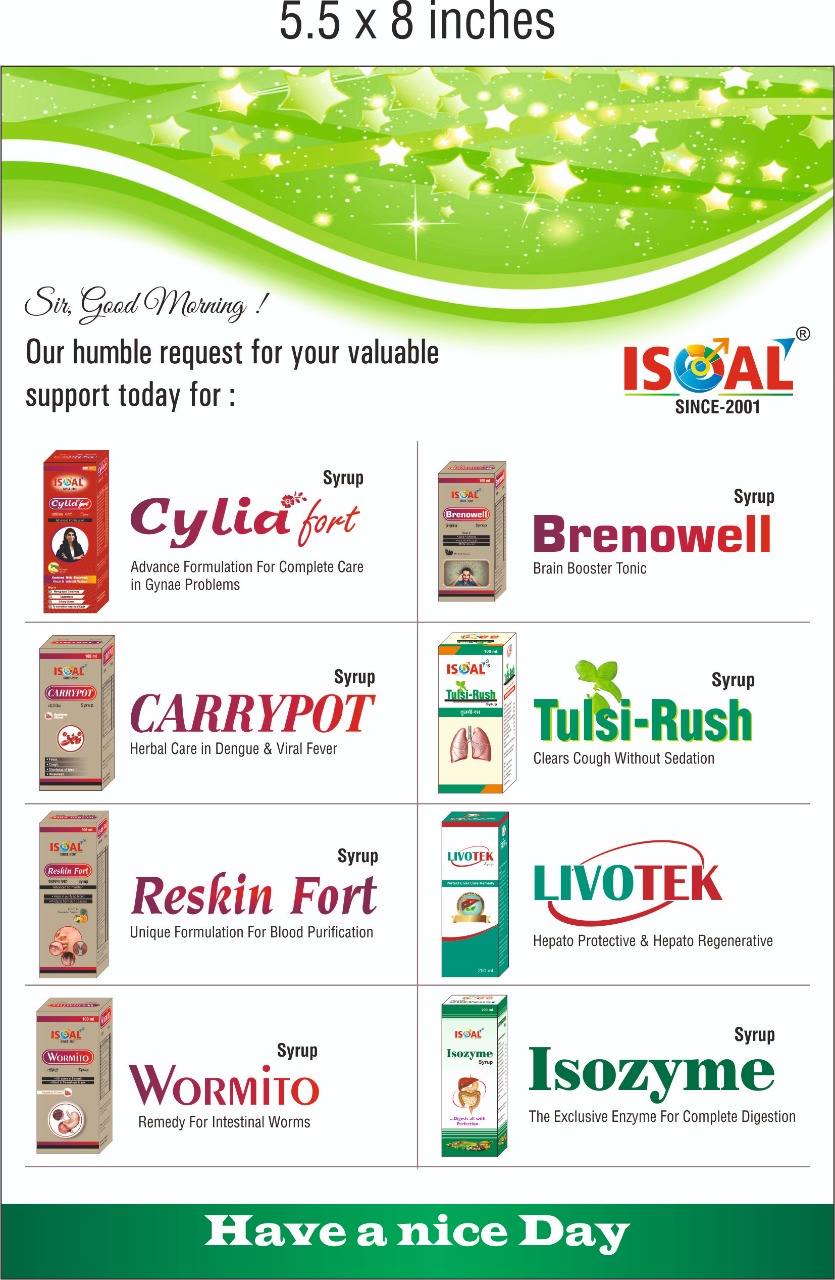 5.5 x 8 inches
Sir, Good Morning !
Our humble request for your valuable
support today for :
ISOAL®
SINCE-2001
Syrup
Cylia fort
Advance Formulation For Complete Care
in Gynae Problems
Syrup
Brenowell
Brain Booster Tonic
Syrup
CARRYPOT
Herbal Care in Dengue & Viral Fever
Syrup
Tulsi-Rush
Clears Cough Without Sedation
Syrup
Reskin Fort
Unique Formulation For Blood Purification
LIVOTEK
Hepato Protective & Hepato Regenerative
Syrup
WORMITO
Remedy For Intestinal Worms
Syrup
Isozyme
The Exclusive Enzyme For Complete Digestion
Have a nice Day